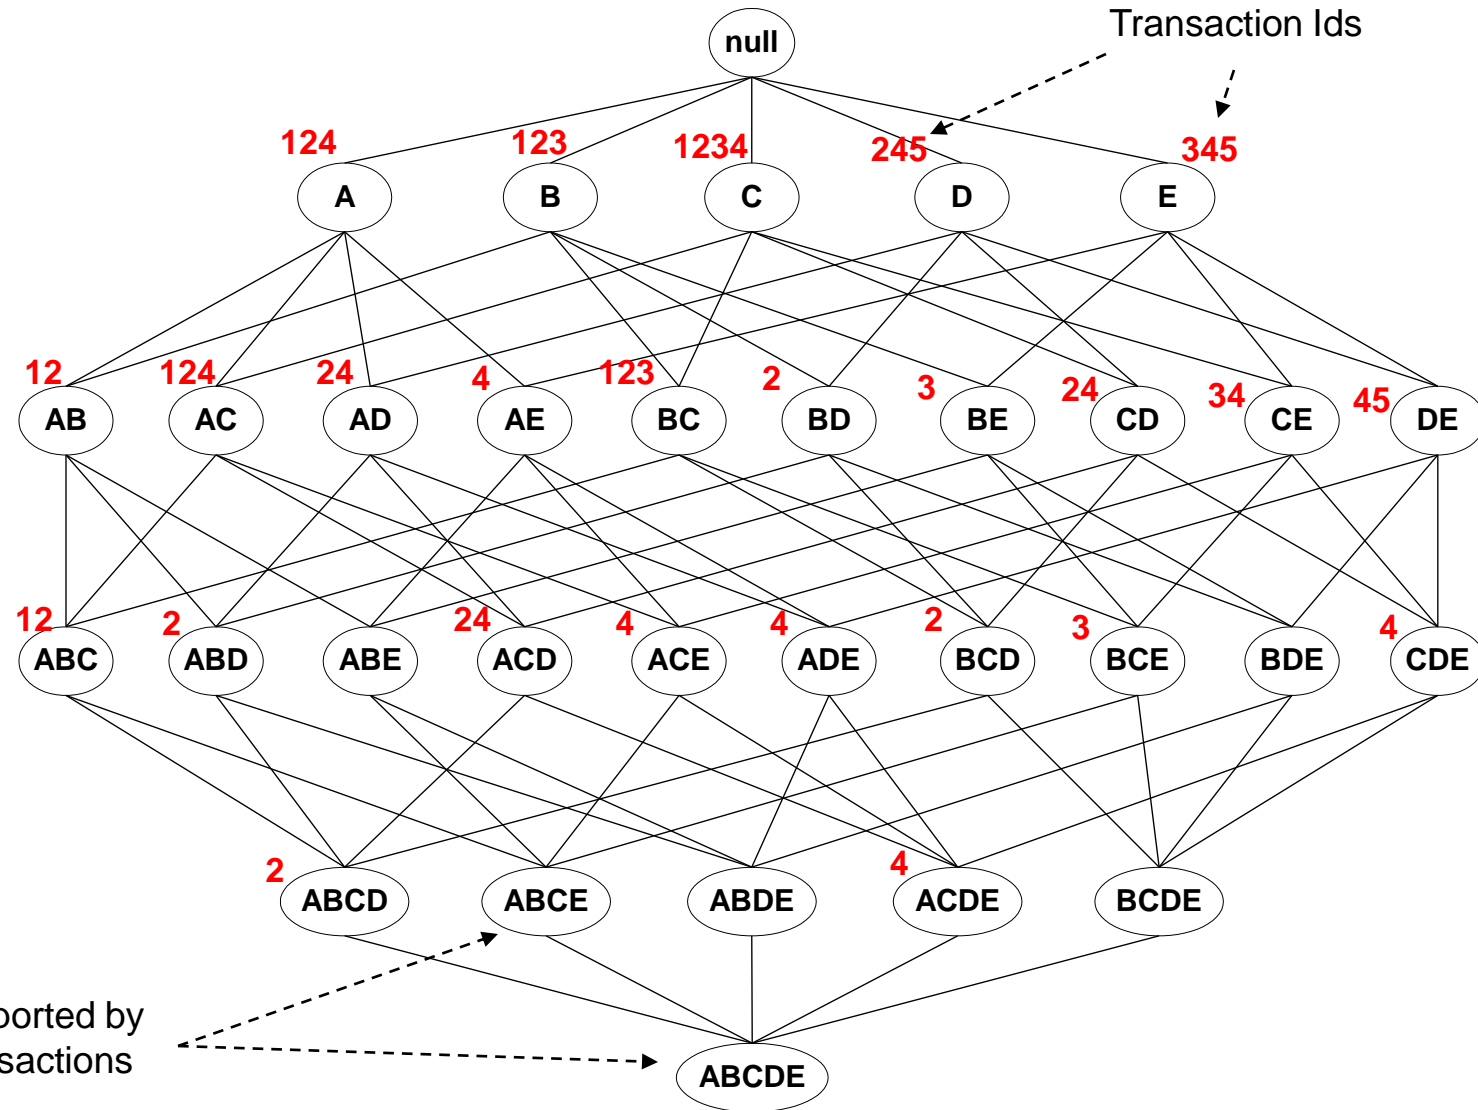 Transaction Ids
null
124 123 1234 245 345
A B C D E
12 124 24 4 123 2 3 24 34 45
AB AC AD AE BC BD BE CD CE DE
12 2 24 4 4 2 3 4
ABC ABD ABE ACD ACE ADE BCD BCE BDE CDE
2 4
ABCD ABCE ABDE ACDE BCDE
by
ABCDE